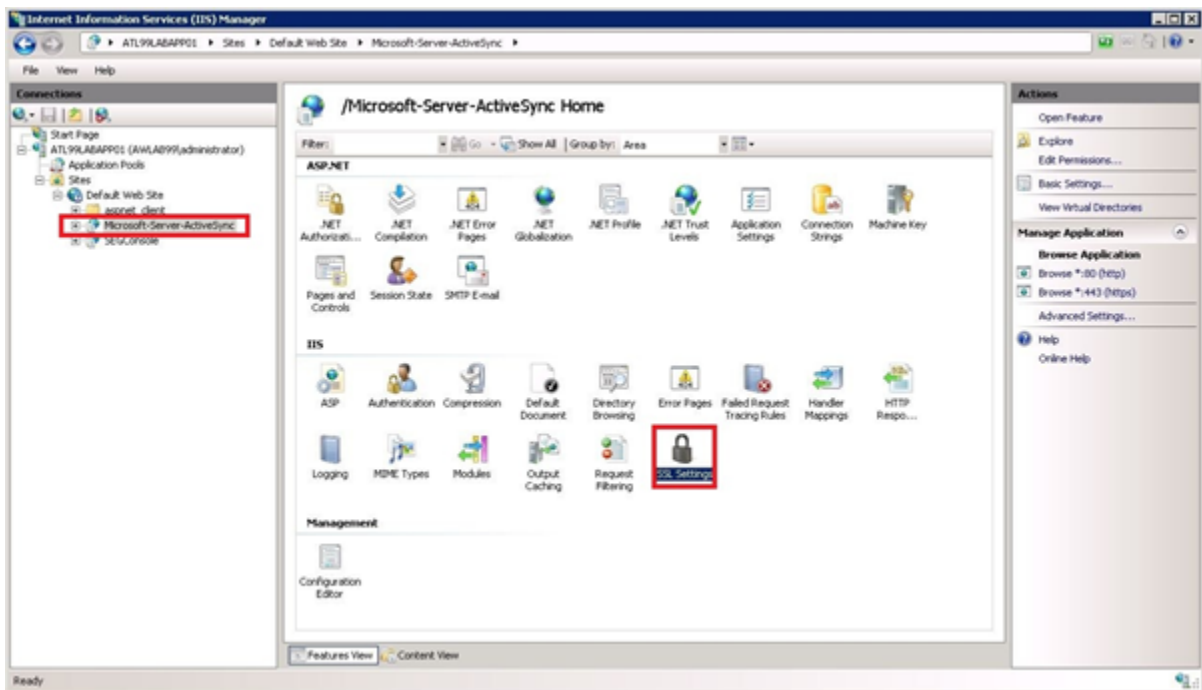 Internet Information Services (IIS) Manager
ATL99LABAPP01 Sites Default Web Site Microsoft-Server-ActiveSync
File View Help
Connections
Start Page
ATL99LABAPP01 (AWLAB99\administrator)
Application Pools
Sites
Default Web Site
aspnet_client
Microsoft-Server-ActiveSync
SEGConsole
/Microsoft-Server-ActiveSync Home
Filter: Go Show All Group by: Area
ASP.NET
.NET Authorizati... .NET Compilation .NET Error Pages .NET Globalization .NET Profile .NET Trust Levels Application Settings Connection Strings Machine Key
Pages and Controls Session State SMTP E-mail
IIS
ASP Authentication Compression Default Document Directory Browsing Error Pages Failed Request Tracing Rules Handler Mappings HTTP Respo...
Logging MIME Types Modules Output Caching Request Filtering SSL Settings
Management
Configuration Editor
Features View Content View
Actions
Open Feature
Explore
Edit Permissions...
Basic Settings...
View Virtual Directories
Manage Application
Browse Application
Browse *:80 (http)
Browse *:443 (https)
Advanced Settings...
Help
Online Help
Ready